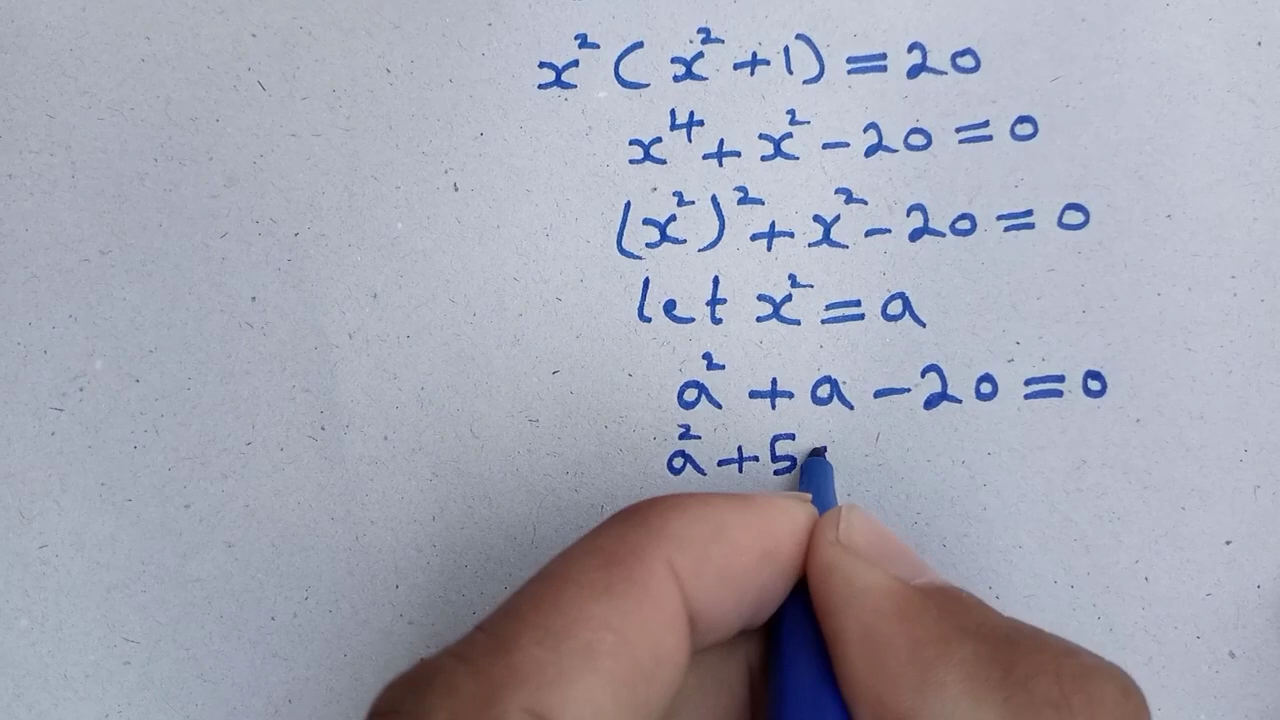 x²(x²+1)=20
x⁴+x²-20=0
(x²)²+x²-20=0
let x²=a
a²+a-20=0
a²+5